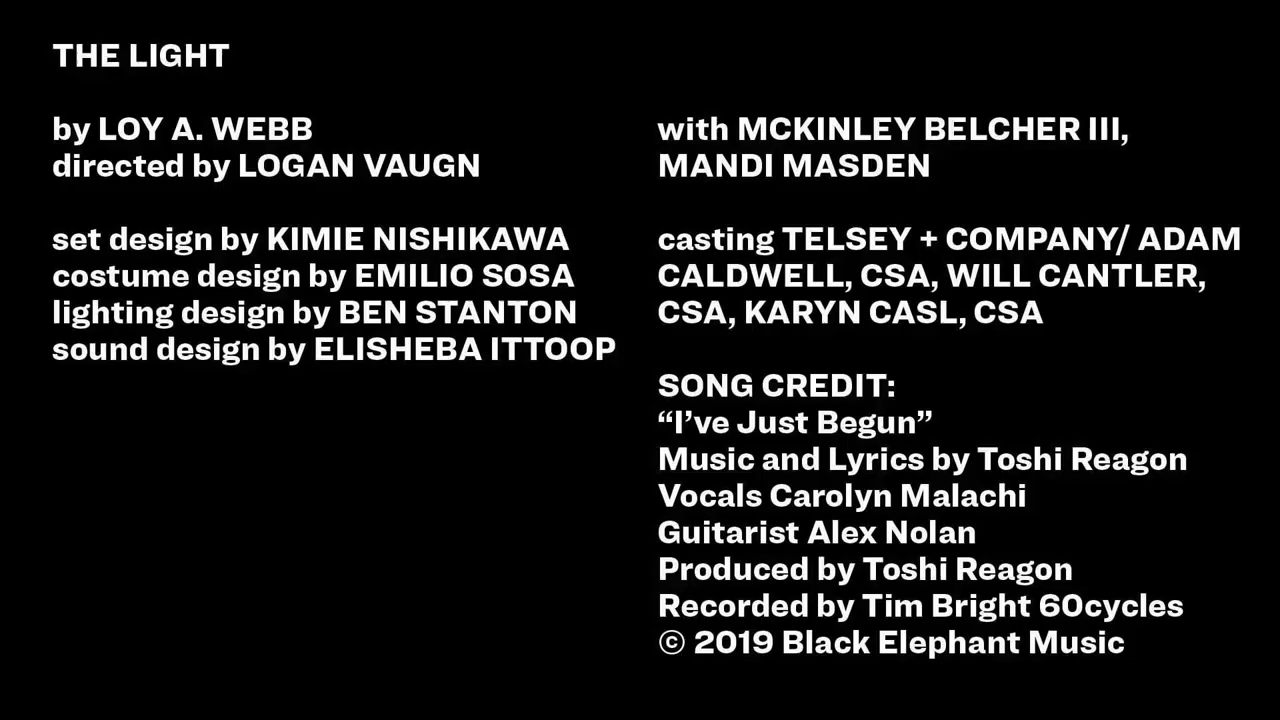 THE LIGHT
by LOY A. WEBB
directed by LOGAN VAUGN
set design by KIMIE NISHIKAWA
costume design by EMILIO SOSA
lighting design by BEN STANTON
sound design by ELISHEBA ITTOOP
with MCKINLEY BELCHER III,
MANDI MASDEN
casting TELSEY + COMPANY/ ADAM
CALDWELL, CSA, WILL CANTLER,
CSA, KARYN CASL, CSA
SONG CREDIT:
“I’ve Just Begun”
Music and Lyrics by Toshi Reagon
Vocals Carolyn Malachi
Guitarist Alex Nolan
Produced by Toshi Reagon
Recorded by Tim Bright 60cycles
© 2019 Black Elephant Music